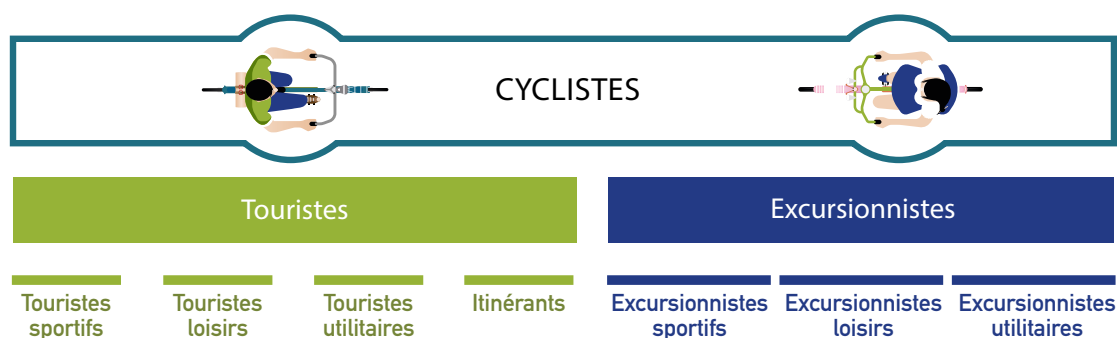 CYCLISTES
Touristes
Excursionnistes
Touristes
sportifs
Touristes
loisirs
Touristes
utilitaires
Itinérants
Excursionnistes
sportifs
Excursionnistes
loisirs
Excursionnistes
utilitaires